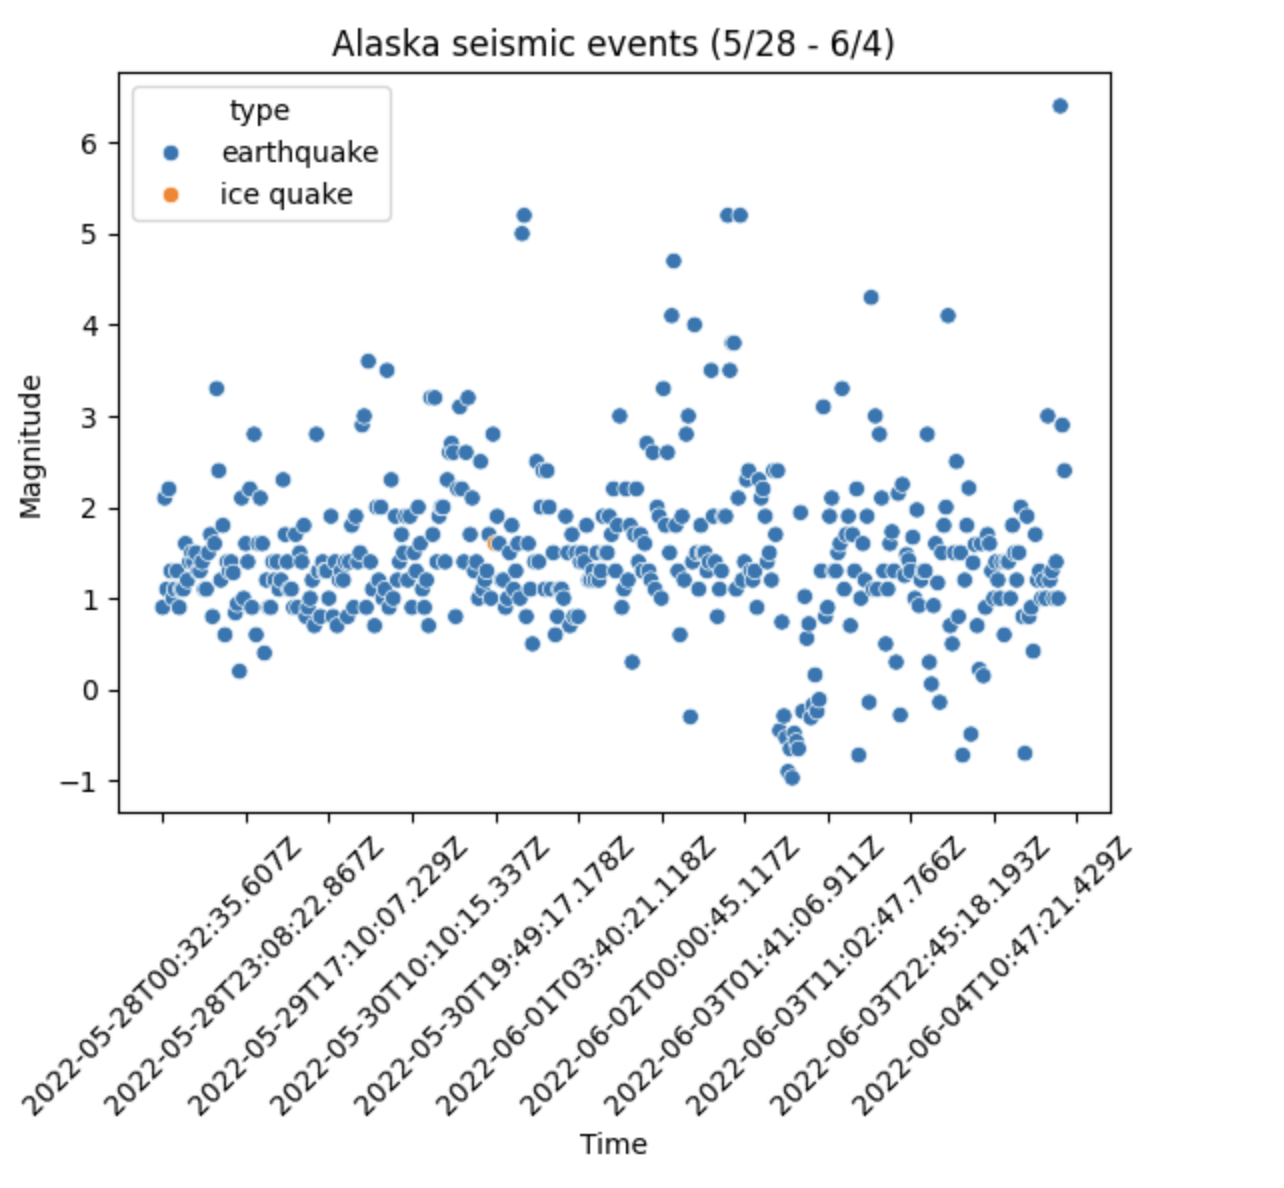 Alaska seismic events (5/28 - 6/4)
type
earthquake
ice quake
6
5
4
3
2
1
0
−1
Magnitude
2022-05-28T00:32:35.607Z
2022-05-28T23:08:22.867Z
2022-05-29T17:10:07.229Z
2022-05-30T10:10:15.337Z
2022-05-30T19:49:17.178Z
2022-06-01T03:40:21.118Z
2022-06-02T00:00:45.117Z
2022-06-03T01:41:06.911Z
2022-06-03T11:02:47.766Z
2022-06-03T22:45:18.193Z
2022-06-04T10:47:21.429Z
Time